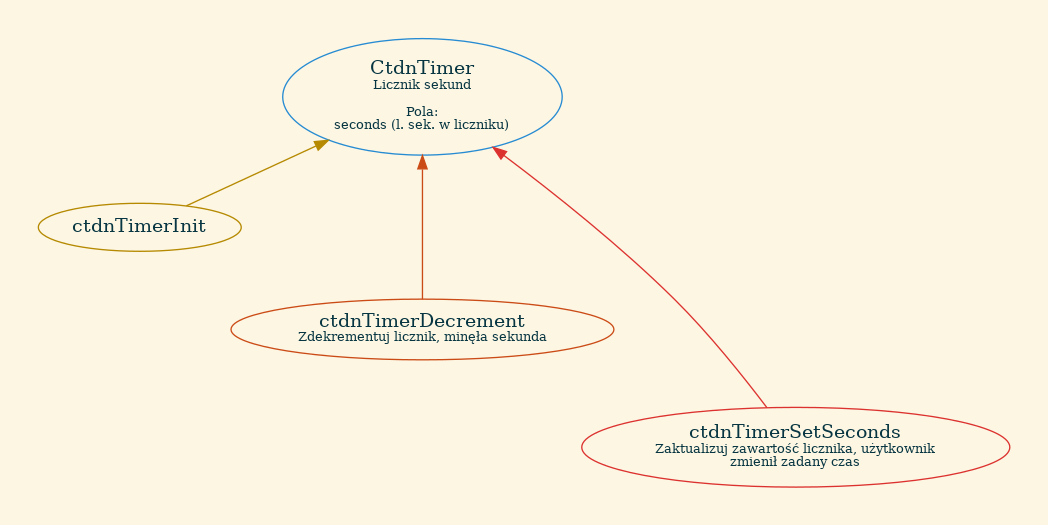 CtdnTimer
Licznik sekund
Pola:
seconds (l. sek. w liczniku)
ctdnTimerInit
ctdnTimerDecrement
Zdekrementuj licznik, minęła sekunda
ctdnTimerSetSeconds
Zaktualizuj zawartość licznika, użytkownik
zmienił zadany czas